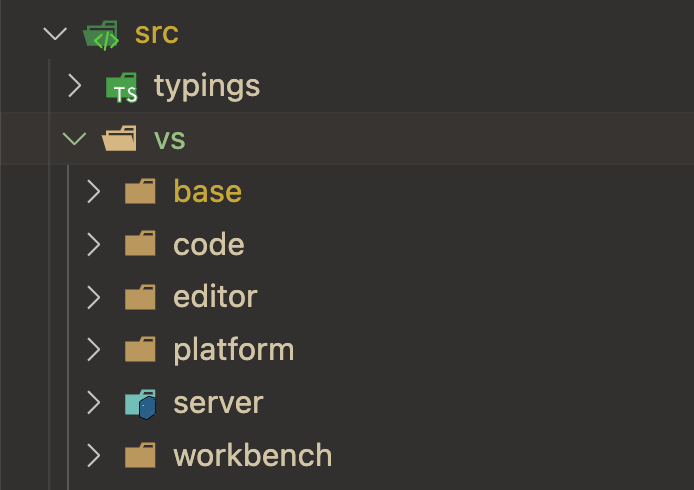 src
TS typings
vs
base
code
editor
platform
server
workbench